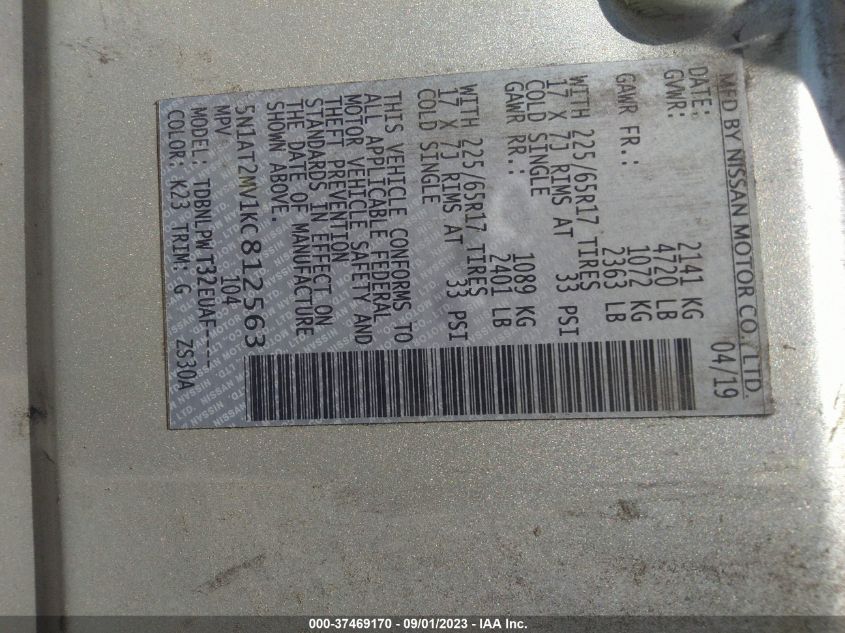 MFD BY NISSAN MOTOR CO., LTD.
DATE: 04/19
GVWR: 2141 KG
4720 LB
GAWR FR.: 1072 KG
2363 LB
WITH 225/65R17 TIRES
17 X 7J RIMS AT 33 PSI
COLD SINGLE
GAWR RR.: 1089 KG
2401 LB
WITH 225/65R17 TIRES
17 X 7J RIMS AT 33 PSI
COLD SINGLE
THIS VEHICLE CONFORMS TO
ALL APPLICABLE FEDERAL
MOTOR VEHICLE SAFETY AND
THEFT PREVENTION
STANDARDS IN EFFECT ON
THE DATE OF MANUFACTURE
SHOWN ABOVE.
5N1AT2MV1KC812563
MPV 104
MODEL: TDBNLPW T32EUAF----
COLOR: K23 TRIM: G ZS30A
000-37469170 - 09/01/2023 - IAA Inc.